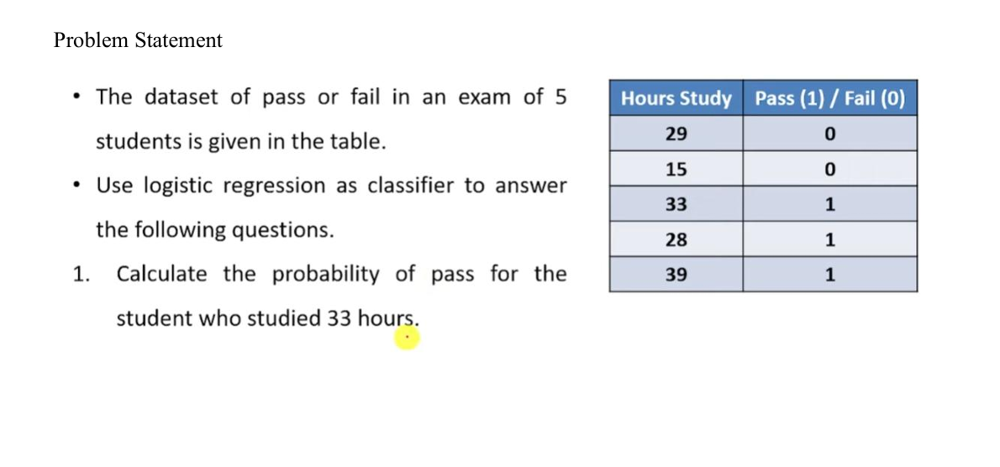 Problem Statement
• The dataset of pass or fail in an exam of 5
students is given in the table.
• Use logistic regression as classifier to answer
the following questions.
1. Calculate the probability of pass for the
student who studied 33 hours.
Hours Study Pass (1) / Fail (0)
29 0
15 0
33 1
28 1
39 1